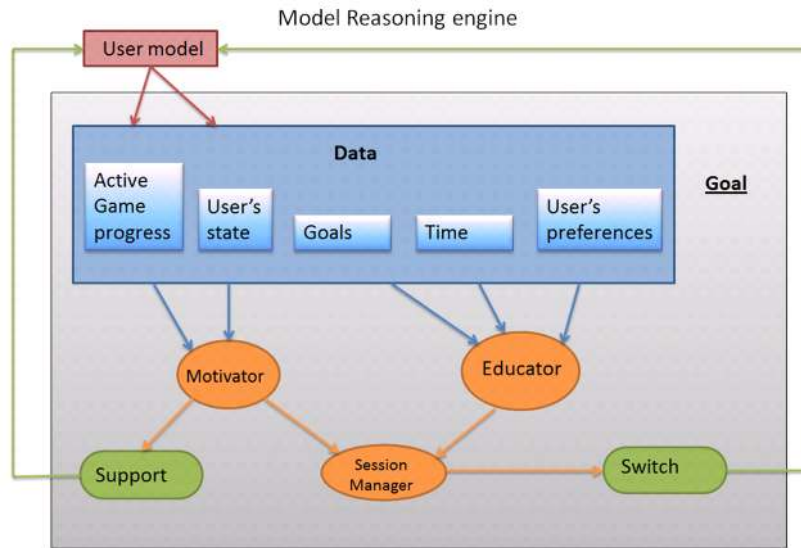 Model Reasoning engine
User model
Data
Goal
Active
Game
progress
User's
state
Goals
Time
User's
preferences
Motivator
Educator
Support
Session
Manager
Switch